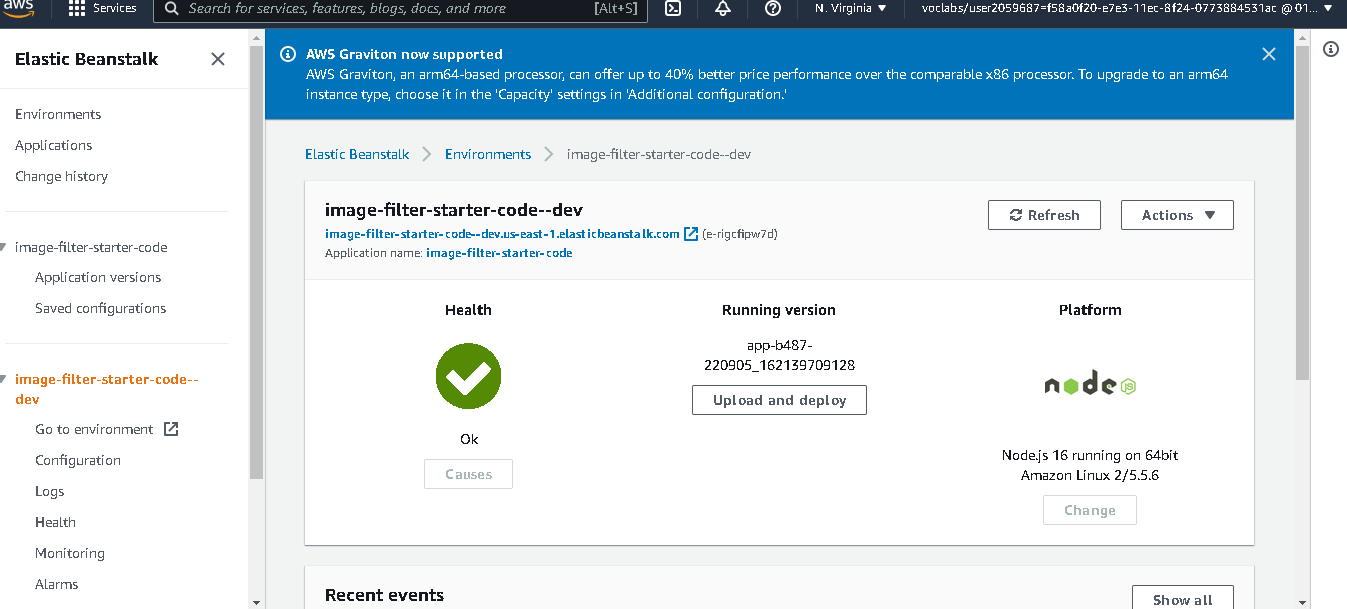 aws
Services
Search for services, features, blogs, docs, and more
[Alt+S]
N. Virginia
voclabs/user2059687=f58a0f20-e7e3-11ec-8f24-0773884531ac @ 01...
Elastic Beanstalk
Environments
Applications
Change history
image-filter-starter-code
Application versions
Saved configurations
image-filter-starter-code--
dev
Go to environment
Configuration
Logs
Health
Monitoring
Alarms
AWS Graviton now supported
AWS Graviton, an arm64-based processor, can offer up to 40% better price performance over the comparable x86 processor. To upgrade to an arm64
instance type, choose it in the 'Capacity' settings in 'Additional configuration.'
Elastic Beanstalk
Environments
image-filter-starter-code--dev
image-filter-starter-code--dev
image-filter-starter-code--dev.us-east-1.elasticbeanstalk.com (e-rigcfipw7d)
Application name: image-filter-starter-code
Refresh
Actions
Health
Ok
Causes
Running version
app-b487-
220905_162139709128
Upload and deploy
Platform
node JS
Node.js 16 running on 64bit
Amazon Linux 2/5.5.6
Change
Recent events
Show all